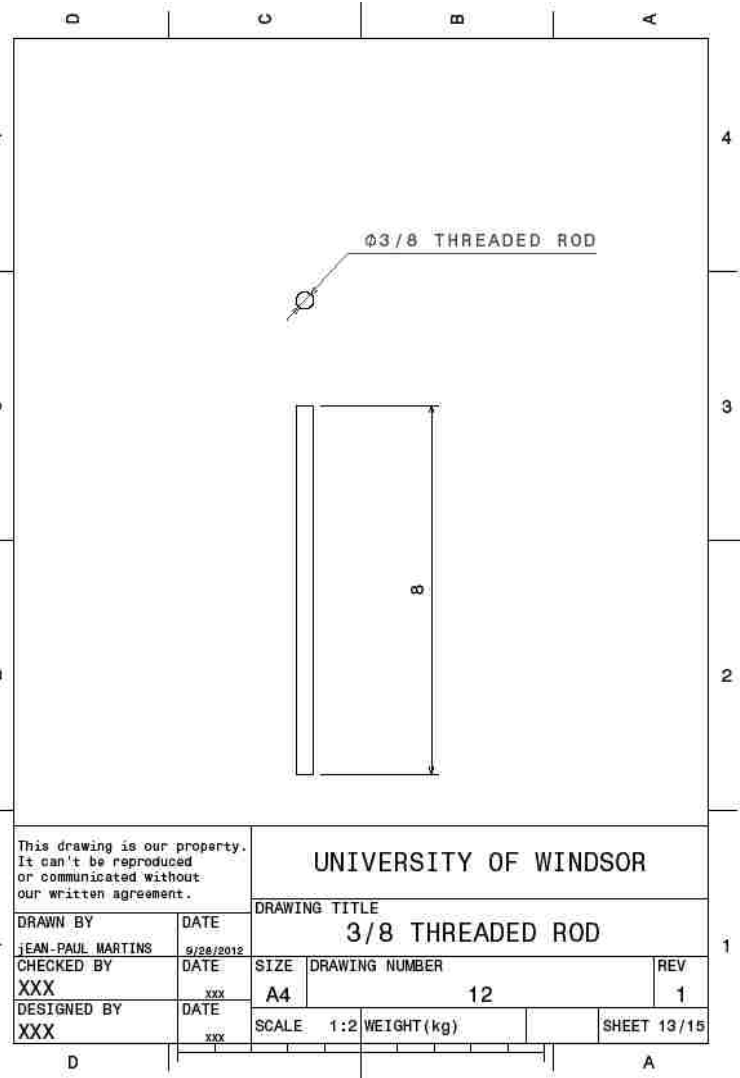 D C B A
4
Ø3/8 THREADED ROD
3
8
2
This drawing is our property.
It can't be reproduced
or communicated without
our written agreement.
UNIVERSITY OF WINDSOR
DRAWING TITLE
3/8 THREADED ROD
DRAWN BY DATE
jEAN-PAUL MARTINS 9/28/2012
1
CHECKED BY DATE
XXX XXX
SIZE DRAWING NUMBER REV
A4 12 1
DESIGNED BY DATE
XXX XXX
SCALE 1:2 WEIGHT(kg) SHEET 13/15
D A